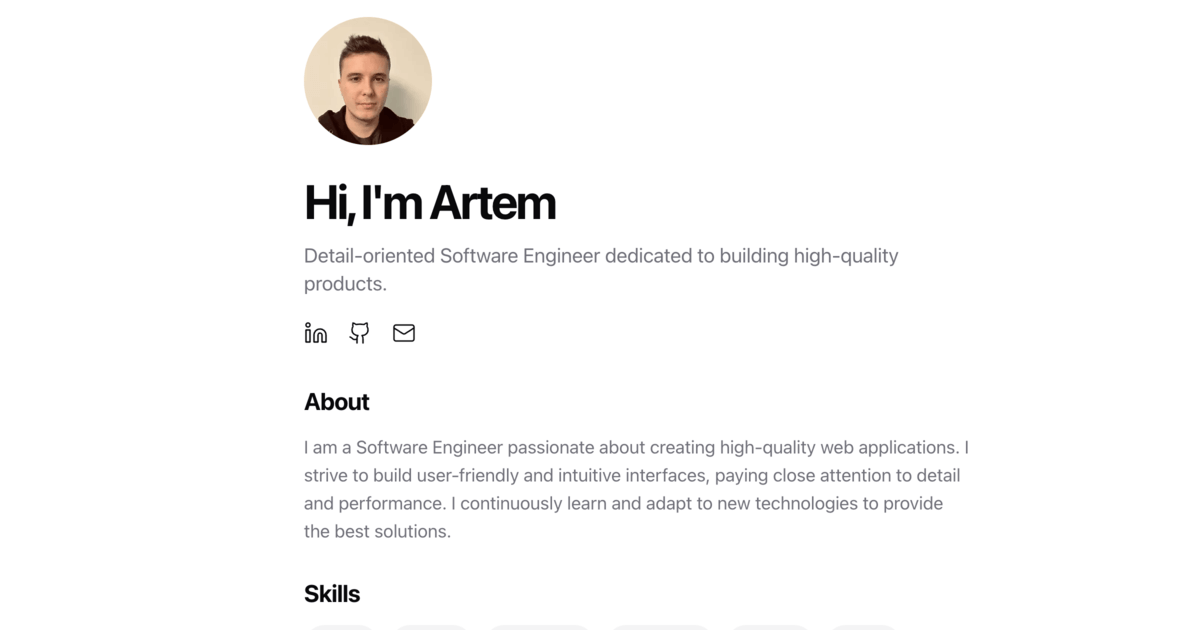 Hi, I'm Artem
Detail-oriented Software Engineer dedicated to building high-quality
products.
About
I am a Software Engineer passionate about creating high-quality web applications. I
strive to build user-friendly and intuitive interfaces, paying close attention to detail
and performance. I continuously learn and adapt to new technologies to provide
the best solutions.
Skills